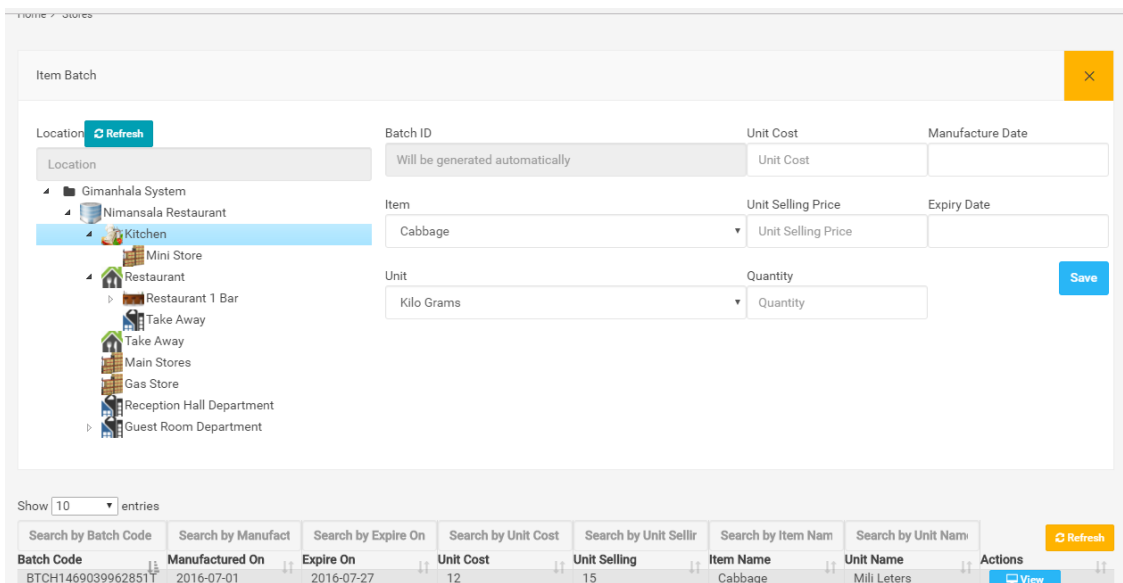 Home > Stores
Item Batch
×
Location Refresh
Location
Gimanhala System
Nimansala Restaurant
Kitchen
Mini Store
Restaurant
Restaurant 1 Bar
Take Away
Take Away
Main Stores
Gas Store
Reception Hall Department
Guest Room Department
Batch ID
Will be generated automatically
Item
Cabbage
Unit
Kilo Grams
Unit Cost
Unit Cost
Unit Selling Price
Unit Selling Price
Quantity
Quantity
Manufacture Date
Expiry Date
Save
Show 10 entries
Search by Batch Code Search by Manufact Search by Expire On Search by Unit Cost Search by Unit Sellir Search by Item Nam Search by Unit Name Refresh
Batch Code Manufactured On Expire On Unit Cost Unit Selling Item Name Unit Name Actions
BTCH1469039962851T 2016-07-01 2016-07-27 12 15 Cabbage Mili Leters View